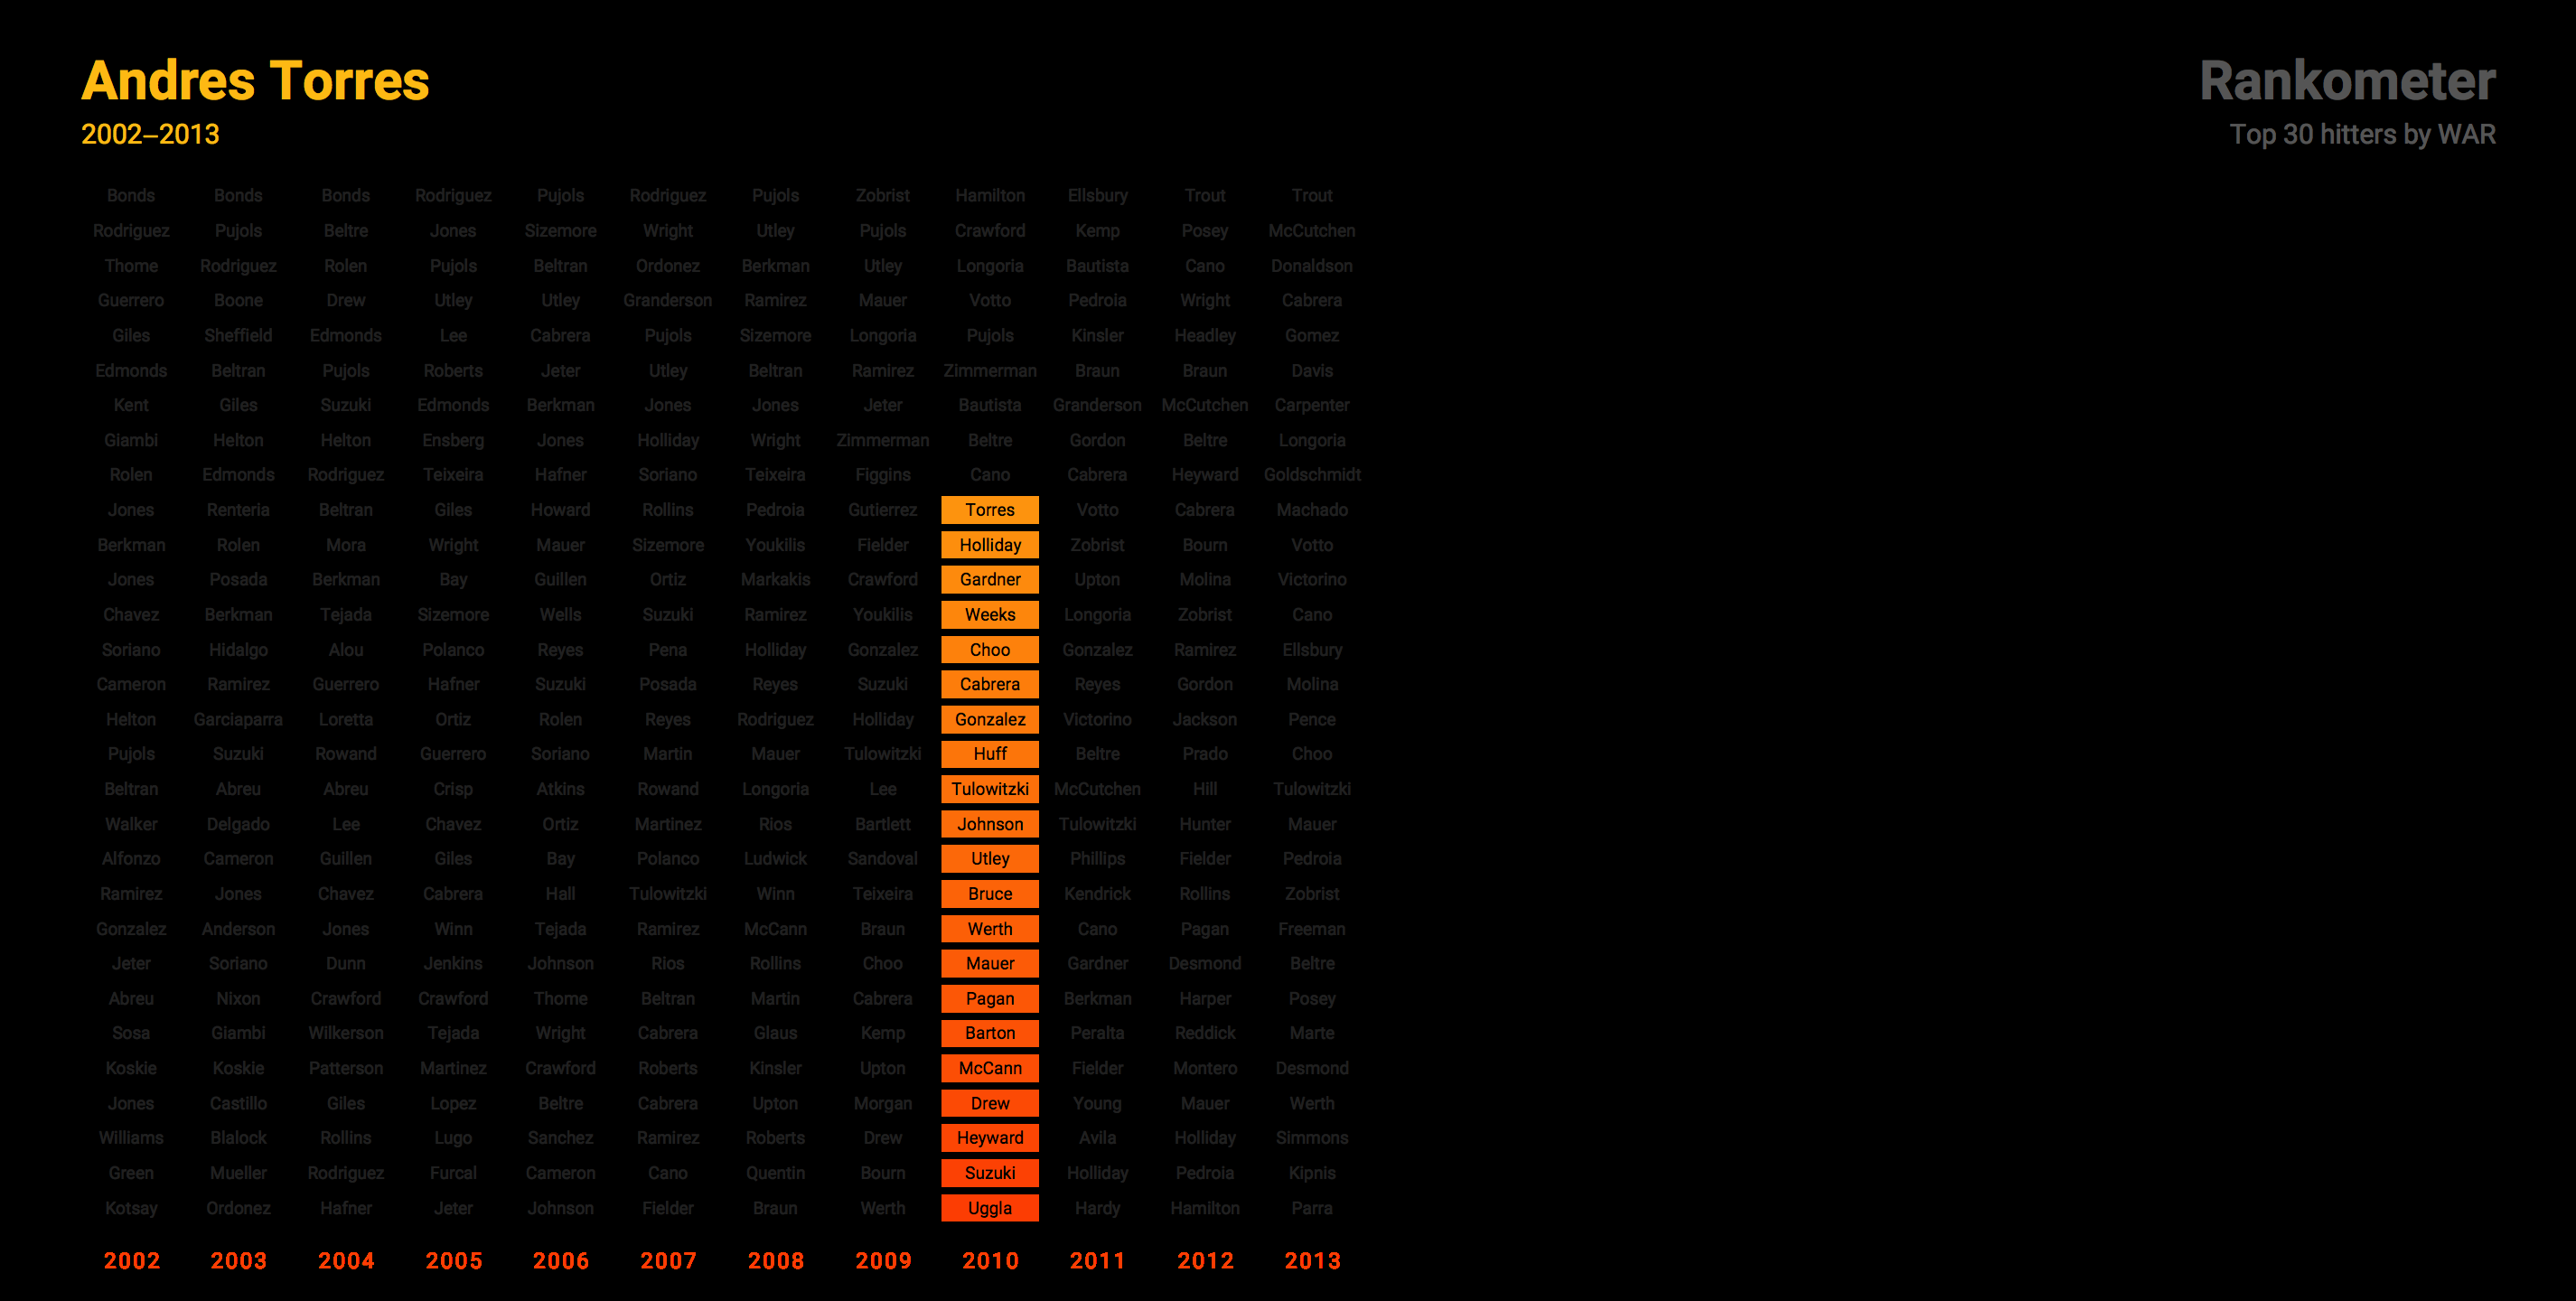 Andres Torres
2002–2013
Rankometer
Top 30 hitters by WAR
Bonds Bonds Bonds Rodriguez Pujols Rodriguez Pujols Zobrist Hamilton Ellsbury Trout Trout
Rodriguez Pujols Beltre Jones Sizemore Wright Utley Pujols Crawford Kemp Posey McCutchen
Thome Rodriguez Rolen Pujols Beltran Ordonez Berkman Utley Longoria Bautista Cano Donaldson
Guerrero Boone Drew Utley Utley Granderson Ramirez Mauer Votto Pedroia Wright Cabrera
Giles Sheffield Edmonds Lee Cabrera Pujols Sizemore Longoria Pujols Kinsler Headley Gomez
Edmonds Beltran Pujols Roberts Jeter Utley Beltran Ramirez Zimmerman Braun Braun Davis
Kent Giles Suzuki Edmonds Berkman Jones Jones Jeter Bautista Granderson McCutchen Carpenter
Giambi Helton Helton Ensberg Jones Holliday Wright Zimmerman Beltre Gordon Beltre Longoria
Rolen Edmonds Rodriguez Teixeira Hafner Soriano Teixeira Figgins Cano Cabrera Heyward Goldschmidt
Jones Renteria Beltran Giles Howard Rollins Pedroia Gutierrez Torres Votto Cabrera Machado
Berkman Rolen Mora Wright Mauer Sizemore Youkilis Fielder Holliday Zobrist Bourn Votto
Jones Posada Berkman Bay Guillen Ortiz Markakis Crawford Gardner Upton Molina Victorino
Chavez Berkman Tejada Sizemore Wells Suzuki Ramirez Youkilis Weeks Longoria Zobrist Cano
Soriano Hidalgo Alou Polanco Reyes Pena Holliday Gonzalez Choo Gonzalez Ramirez Ellsbury
Cameron Ramirez Guerrero Hafner Suzuki Posada Reyes Suzuki Cabrera Reyes Gordon Molina
Helton Garciaparra Loretta Ortiz Rolen Reyes Rodriguez Holliday Gonzalez Victorino Jackson Pence
Pujols Suzuki Rowand Guerrero Soriano Martin Mauer Tulowitzki Huff Beltre Prado Choo
Beltran Abreu Abreu Crisp Atkins Rowand Longoria Lee Tulowitzki McCutchen Hill Tulowitzki
Walker Delgado Lee Chavez Ortiz Martinez Rios Bartlett Johnson Tulowitzki Hunter Mauer
Alfonzo Cameron Guillen Giles Bay Polanco Ludwick Sandoval Utley Phillips Fielder Pedroia
Ramirez Jones Chavez Cabrera Hall Tulowitzki Winn Teixeira Bruce Kendrick Rollins Zobrist
Gonzalez Anderson Jones Winn Tejada Ramirez McCann Braun Werth Cano Pagan Freeman
Jeter Soriano Dunn Jenkins Johnson Rios Rollins Choo Mauer Gardner Desmond Beltre
Abreu Nixon Crawford Crawford Thome Beltran Martin Cabrera Pagan Berkman Harper Posey
Sosa Giambi Wilkerson Tejada Wright Cabrera Glaus Kemp Barton Peralta Reddick Marte
Koskie Koskie Patterson Martinez Crawford Roberts Kinsler Upton McCann Fielder Montero Desmond
Jones Castillo Giles Lopez Beltre Cabrera Upton Morgan Drew Young Mauer Werth
Williams Blalock Rollins Lugo Sanchez Ramirez Roberts Drew Heyward Avila Holliday Simmons
Green Mueller Rodriguez Furcal Cameron Cano Quentin Bourn Suzuki Holliday Pedroia Kipnis
Kotsay Ordonez Hafner Jeter Johnson Fielder Braun Werth Uggla Hardy Hamilton Parra
2002 2003 2004 2005 2006 2007 2008 2009 2010 2011 2012 2013